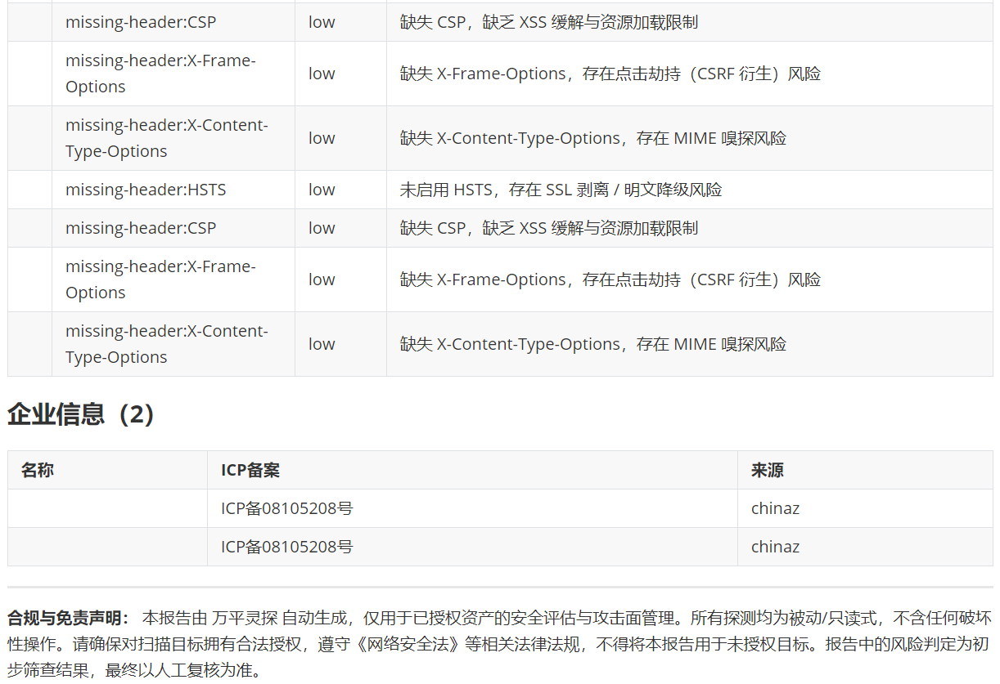 missing-header:CSP low 缺失 CSP，缺乏 XSS 缓解与资源加载限制
missing-header:X-Frame-
Options low 缺失 X-Frame-Options，存在点击劫持（CSRF 衍生）风险
missing-header:X-Content-
Type-Options low 缺失 X-Content-Type-Options，存在 MIME 嗅探风险
missing-header:HSTS low 未启用 HSTS，存在 SSL 剥离 / 明文降级风险
missing-header:CSP low 缺失 CSP，缺乏 XSS 缓解与资源加载限制
missing-header:X-Frame-
Options low 缺失 X-Frame-Options，存在点击劫持（CSRF 衍生）风险
missing-header:X-Content-
Type-Options low 缺失 X-Content-Type-Options，存在 MIME 嗅探风险
企业信息（2）
名称 ICP备案 来源
ICP备08105208号 chinaz
ICP备08105208号 chinaz
合规与免责声明： 本报告由 万平灵探 自动生成，仅用于已授权资产的安全评估与攻击面管理。所有探测均为被动/只读式，不含任何破坏
性操作。请确保对扫描目标拥有合法授权，遵守《网络安全法》等相关法律法规，不得将本报告用于未授权目标。报告中的风险判定为初
步筛查结果，最终以人工复核为准。